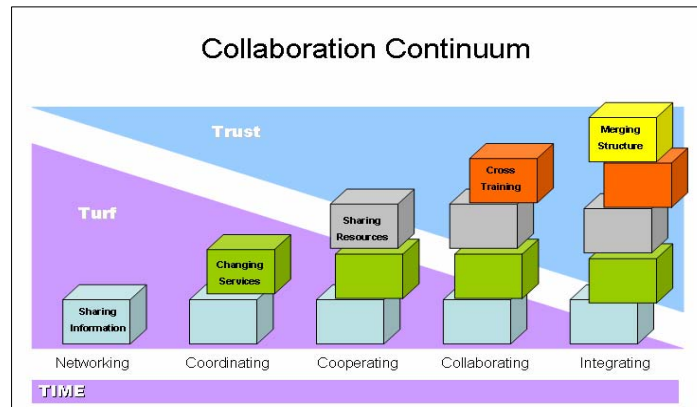 Collaboration Continuum
Trust
Turf
Merging
Structure
Cross
Training
Sharing
Resources
Changing
Services
Sharing
Information
Networking
Coordinating
Cooperating
Collaborating
Integrating
TIME